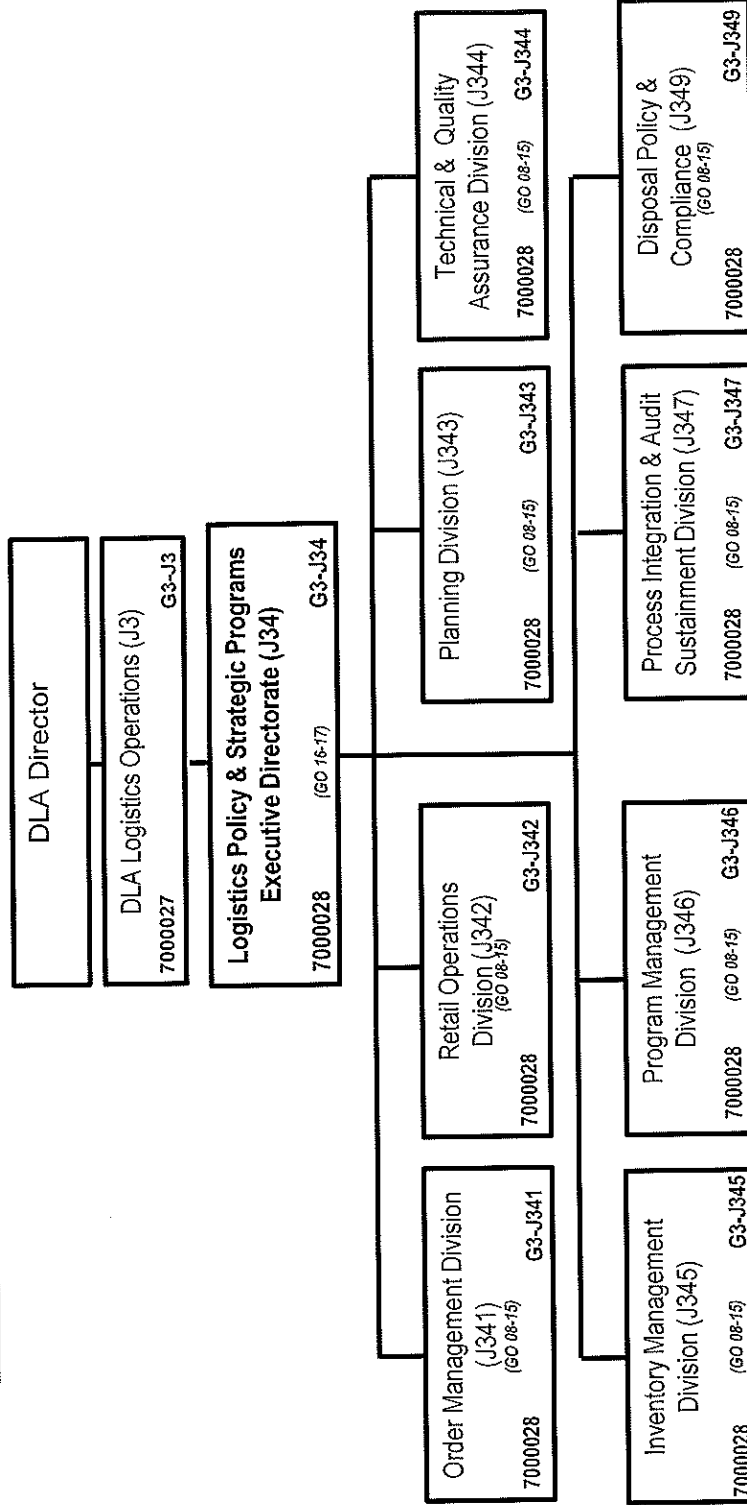 DLA Director
DLA Logistics Operations (J3)
7000027 G3-J3
Logistics Policy & Strategic Programs
Executive Directorate (J34)
(GO 16-17)
7000028 G3-J34
Order Management Division
(J341)
(GO 08-15)
7000028 G3-J341
Retail Operations
Division (J342)
(GO 08-15)
7000028 G3-J342
Planning Division (J343)
7000028 (GO 08-15) G3-J343
Technical & Quality
Assurance Division (J344)
7000028 (GO 08-15) G3-J344
Inventory Management
Division (J345)
7000028 (GO 08-15) G3-J345
Program Management
Division (J346)
7000028 (GO 08-15) G3-J346
Process Integration & Audit
Sustainment Division (J347)
7000028 (GO 08-15) G3-J347
Disposal Policy &
Compliance (J349)
(GO 08-15)
7000028 G3-J349